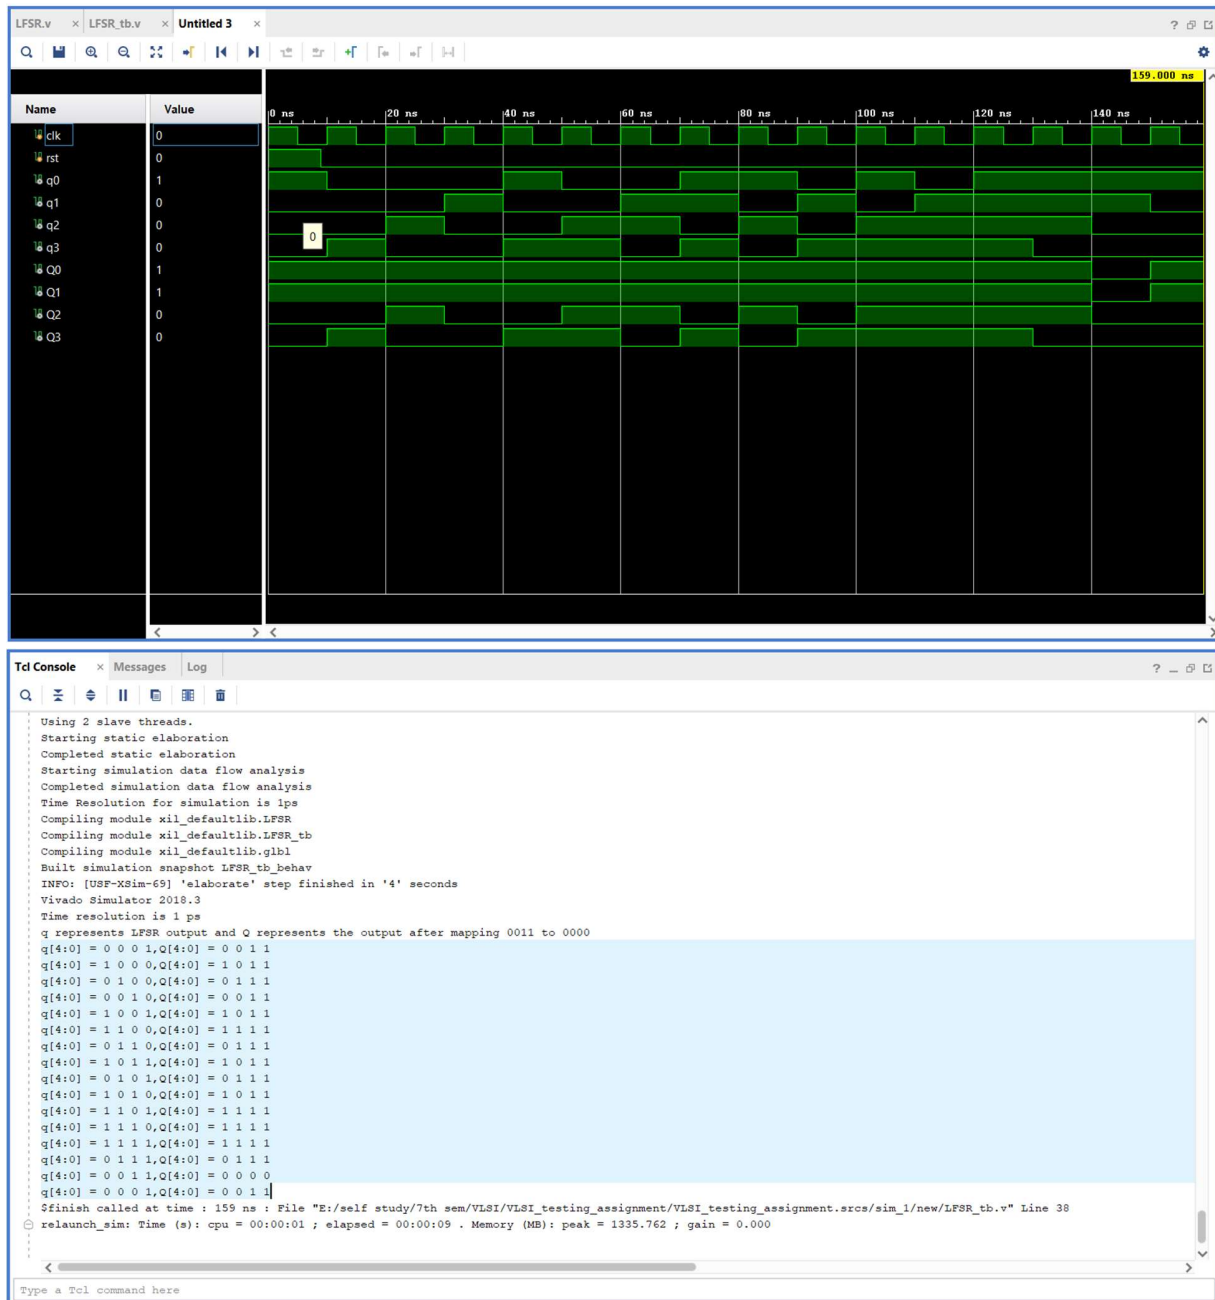 LFSR.v × LFSR_tb.v × Untitled 3 ×
?
159.000 ns
Name Value
0 ns 20 ns 40 ns 60 ns 80 ns 100 ns 120 ns 140 ns
clk 0
rst 0
q0 1
q1 0
q2 0
0
q3 0
Q0 1
Q1 1
Q2 0
Q3 0
Tcl Console × Messages Log
?
Using 2 slave threads.
Starting static elaboration
Completed static elaboration
Starting simulation data flow analysis
Completed simulation data flow analysis
Time Resolution for simulation is 1ps
Compiling module xil_defaultlib.LFSR
Compiling module xil_defaultlib.LFSR_tb
Compiling module xil_defaultlib.glbl
Built simulation snapshot LFSR_tb_behav
INFO: [USF-XSim-69] 'elaborate' step finished in '4' seconds
Vivado Simulator 2018.3
Time resolution is 1 ps
q represents LFSR output and Q represents the output after mapping 0011 to 0000
q[4:0] = 0 0 0 1,Q[4:0] = 0 0 1 1
q[4:0] = 1 0 0 0,Q[4:0] = 1 0 1 1
q[4:0] = 0 1 0 0,Q[4:0] = 0 1 1 1
q[4:0] = 0 0 1 0,Q[4:0] = 0 0 1 1
q[4:0] = 1 0 0 1,Q[4:0] = 1 0 1 1
q[4:0] = 1 1 0 0,Q[4:0] = 1 1 1 1
q[4:0] = 0 1 1 0,Q[4:0] = 0 1 1 1
q[4:0] = 1 0 1 1,Q[4:0] = 1 0 1 1
q[4:0] = 0 1 0 1,Q[4:0] = 0 1 1 1
q[4:0] = 1 0 1 0,Q[4:0] = 1 0 1 1
q[4:0] = 1 1 0 1,Q[4:0] = 1 1 1 1
q[4:0] = 1 1 1 0,Q[4:0] = 1 1 1 1
q[4:0] = 1 1 1 1,Q[4:0] = 1 1 1 1
q[4:0] = 0 1 1 1,Q[4:0] = 0 1 1 1
q[4:0] = 0 0 1 1,Q[4:0] = 0 0 0 0
q[4:0] = 0 0 0 1,Q[4:0] = 0 0 1 1
$finish called at time : 159 ns : File "E:/self study/7th sem/VLSI/VLSI_testing_assignment/VLSI_testing_assignment.srcs/sim_1/new/LFSR_tb.v" Line 38
relaunch_sim: Time (s): cpu = 00:00:01 ; elapsed = 00:00:09 . Memory (MB): peak = 1335.762 ; gain = 0.000
Type a Tcl command here